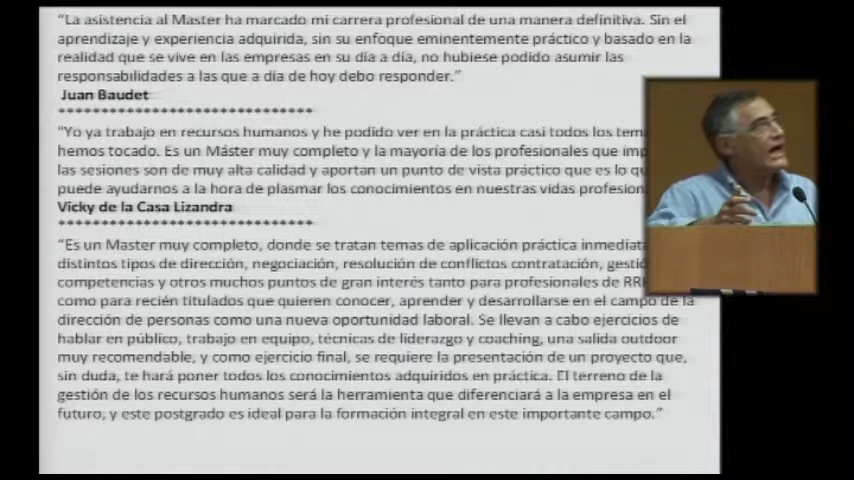 “La asistencia al Master ha marcado mi carrera profesional de una manera definitiva. Sin el
aprendizaje y experiencia adquirida, sin su enfoque eminentemente práctico y basado en la
realidad que se vive en las empresas en su día a día, no hubiese podido asumir las
responsabilidades a las que a día de hoy debo responder.”
Juan Baudet
******************************
“Yo ya trabajo en recursos humanos y he podido ver en la práctica casi todos los
hemos tocado. Es un Máster muy completo y la mayoría de los profesionales que
las sesiones son de muy alta calidad y aportan un punto de vista práctico que es lo
puede ayudarnos a la hora de plasmar los conocimientos en nuestras vidas
Vicky de la Casa Lizandra
******************************
“Es un Master muy completo, donde se tratan temas de aplicación práctica
distintos tipos de dirección, negociación, resolución de conflictos contratación,
competencias y otros muchos puntos de gran interés tanto para profesionales de
como para recién titulados que quieren conocer, aprender y desarrollarse en el campo de la
dirección de personas como una nueva oportunidad laboral. Se llevan a cabo ejercicios de
hablar en público, trabajo en equipo, técnicas de liderazgo y coaching, una salida outdoor
muy recomendable, y como ejercicio final, se requiere la presentación de un proyecto que,
sin duda, te hará poner todos los conocimientos adquiridos en práctica. El terreno de la
gestión de los recursos humanos será la herramienta que diferenciará a la empresa en el
futuro, y este postgrado es ideal para la formación integral en este importante campo.”